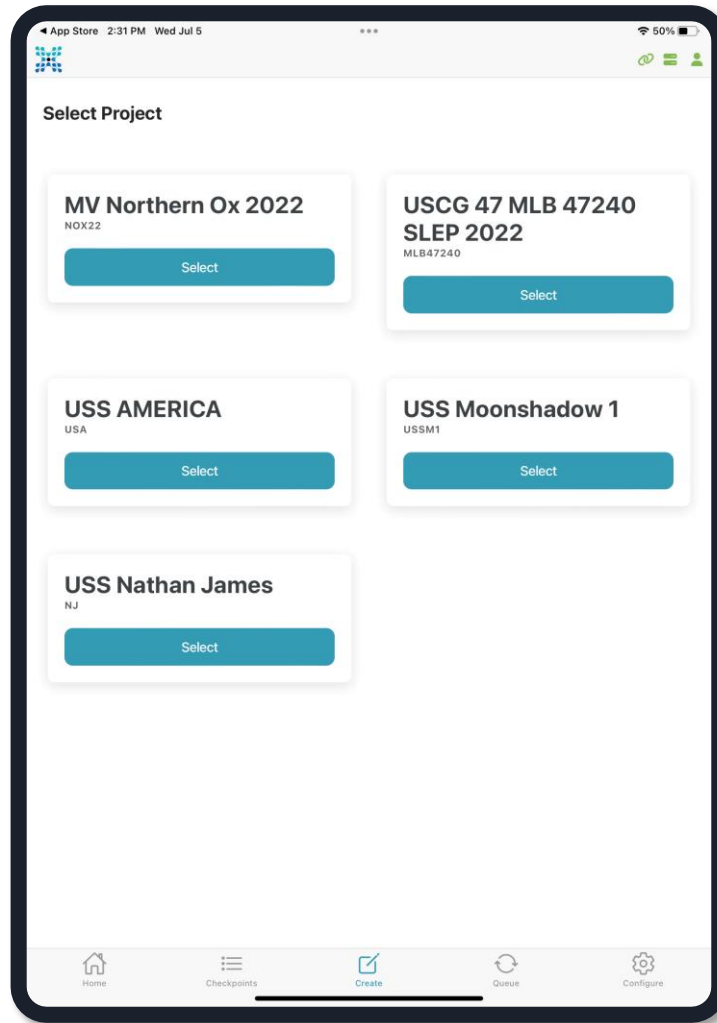 ◀ App Store 2:31 PM Wed Jul 5 50%
Select Project
MV Northern Ox 2022
NOX22
Select
USCG 47 MLB 47240
SLEP 2022
MLB47240
Select
USS AMERICA
USA
Select
USS Moonshadow 1
USSM1
Select
USS Nathan James
NJ
Select
Home Checkpoints Create Queue Configure